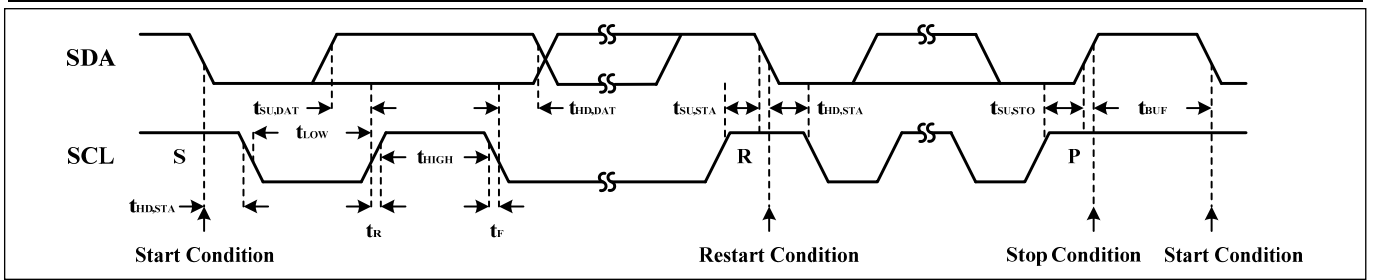 SDA
tSU,DAT
tHD,DAT
tSU,STA
tHD,STA
tSU,STO
tBUF
tLOW
SCL
S
tHIGH
R
P
tHD,STA
tR
tF
Start Condition
Restart Condition
Stop Condition
Start Condition